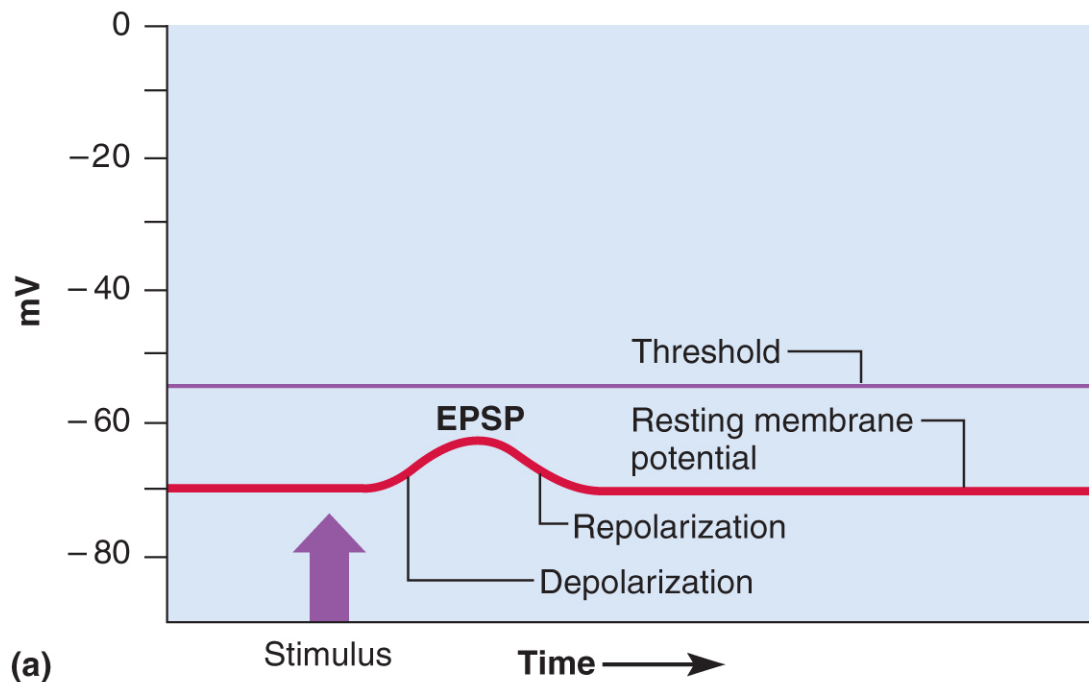 0
−20
−40
mV
Threshold
EPSP
−60
Resting membrane
potential
Repolarization
−80
Depolarization
Stimulus
Time
(a)